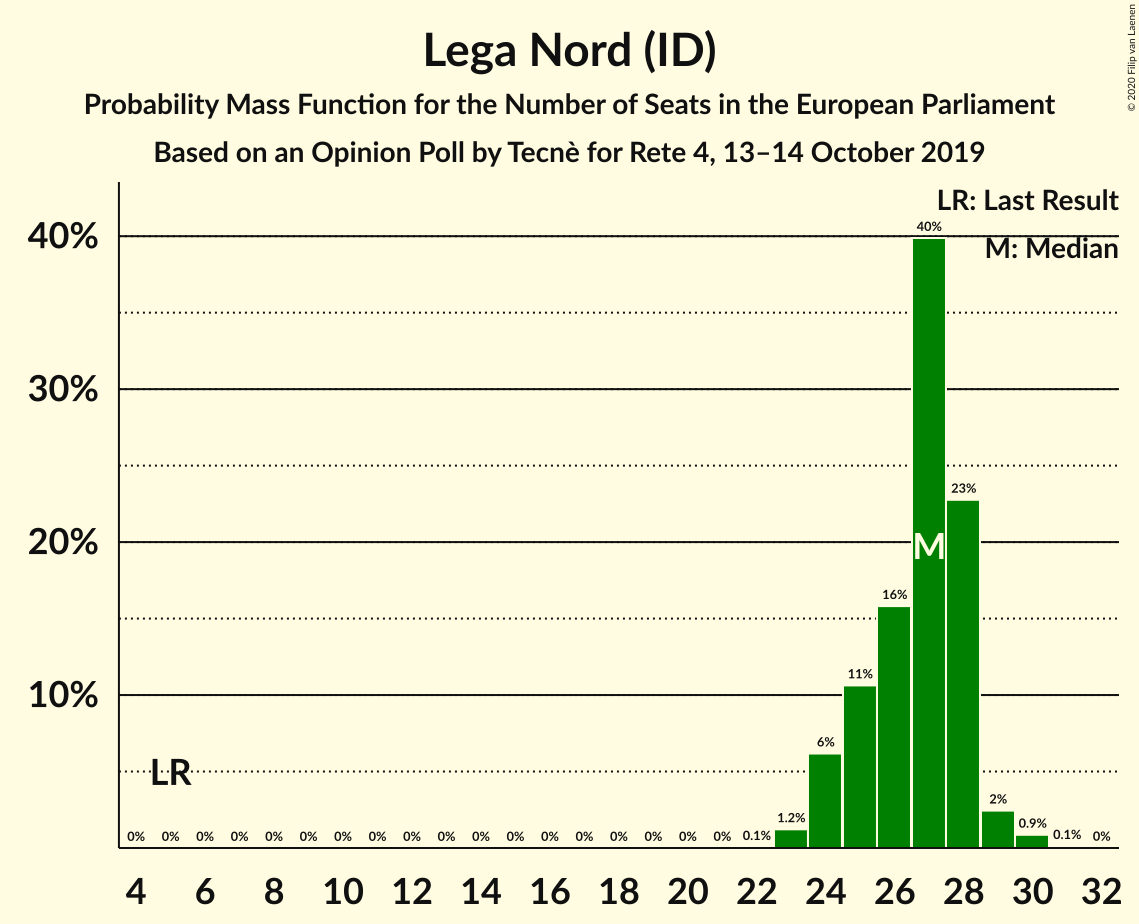 Lega Nord (ID)
Probability Mass Function for the Number of Seats in the European Parliament
Based on an Opinion Poll by Tecnè for Rete 4, 13–14 October 2019
© 2020 Filip van Laenen
LR: Last Result
M: Median
40%
30%
20%
10%
40%
23%
M
16%
11%
6%
LR
2%
1.2%
0.9%
0% 0% 0% 0% 0% 0% 0% 0% 0% 0% 0% 0% 0% 0% 0% 0% 0% 0% 0.1% 0.1% 0%
4 6 8 10 12 14 16 18 20 22 24 26 28 30 32